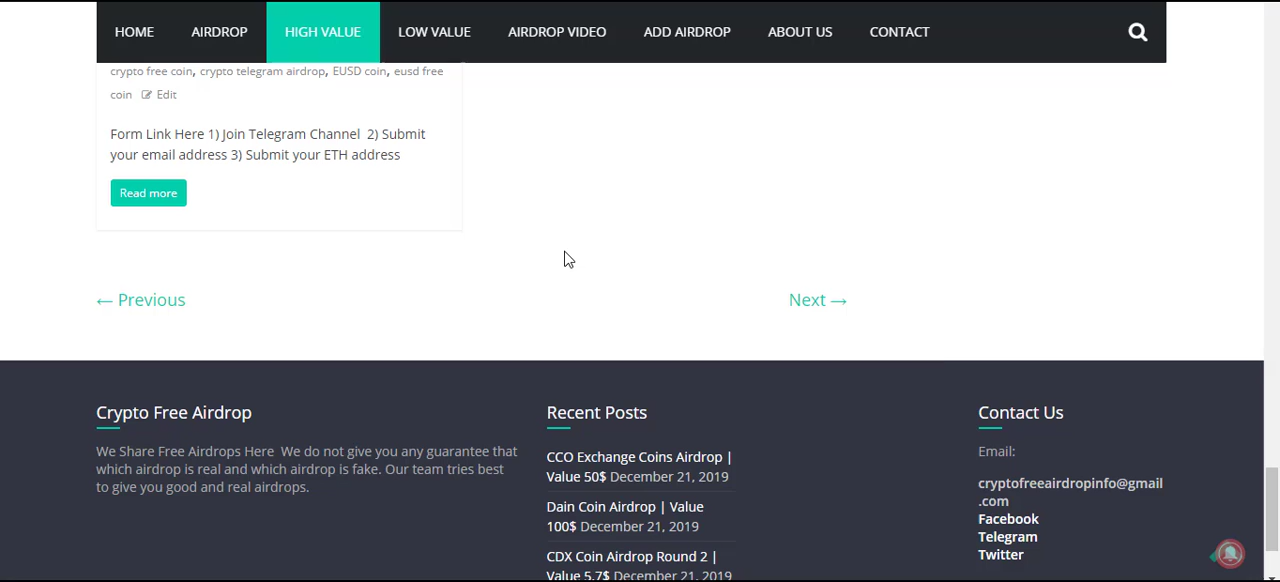 HOME AIRDROP HIGH VALUE LOW VALUE AIRDROP VIDEO ADD AIRDROP ABOUT US CONTACT
crypto free coin, crypto telegram airdrop, EUSD coin, eusd free
coin Edit
Form Link Here 1) Join Telegram Channel 2) Submit
your email address 3) Submit your ETH address
Read more
← Previous
Next →
Crypto Free Airdrop
We Share Free Airdrops Here We do not give you any guarantee that
which airdrop is real and which airdrop is fake. Our team tries best
to give you good and real airdrops.
Recent Posts
CCO Exchange Coins Airdrop |
Value 50$ December 21, 2019
Dain Coin Airdrop | Value
100$ December 21, 2019
CDX Coin Airdrop Round 2 |
Value 5.7$ December 21, 2019
Contact Us
Email:
cryptofreeairdropinfo@gmail
.com
Facebook
Telegram
Twitter